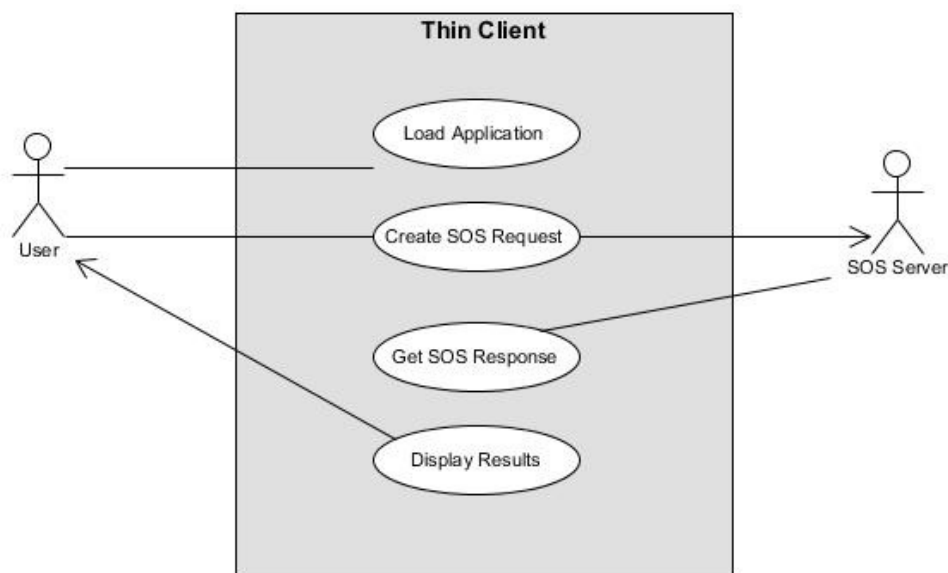 Thin Client
Load Application
User
Create SOS Request
SOS Server
Get SOS Response
Display Results